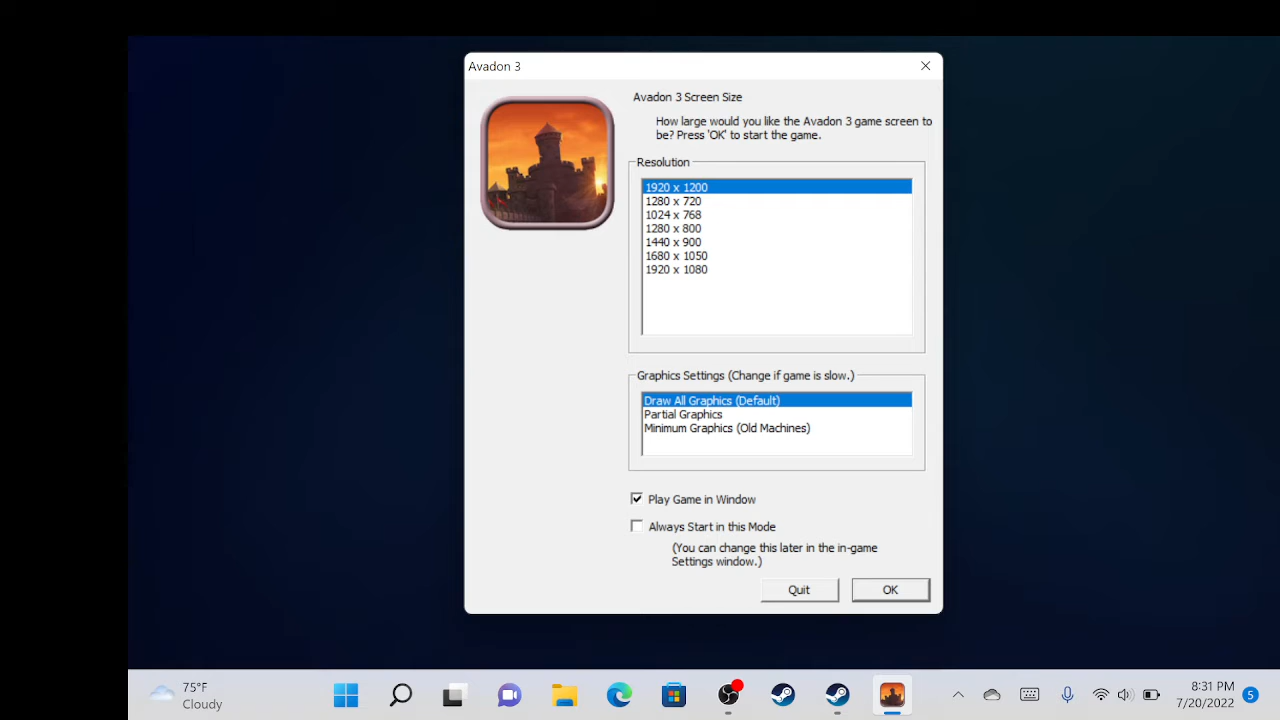 Avadon 3
Avadon 3 Screen Size
How large would you like the Avadon 3 game screen to
be? Press 'OK' to start the game.
Resolution
1920 x 1200
1280 x 720
1024 x 768
1280 x 800
1440 x 900
1680 x 1050
1920 x 1080
Graphics Settings (Change if game is slow.)
Draw All Graphics (Default)
Partial Graphics
Minimum Graphics (Old Machines)
Play Game in Window
Always Start in this Mode
(You can change this later in the in-game
Settings window.)
Quit
OK
75°F
Cloudy
8:31 PM
7/20/2022
5